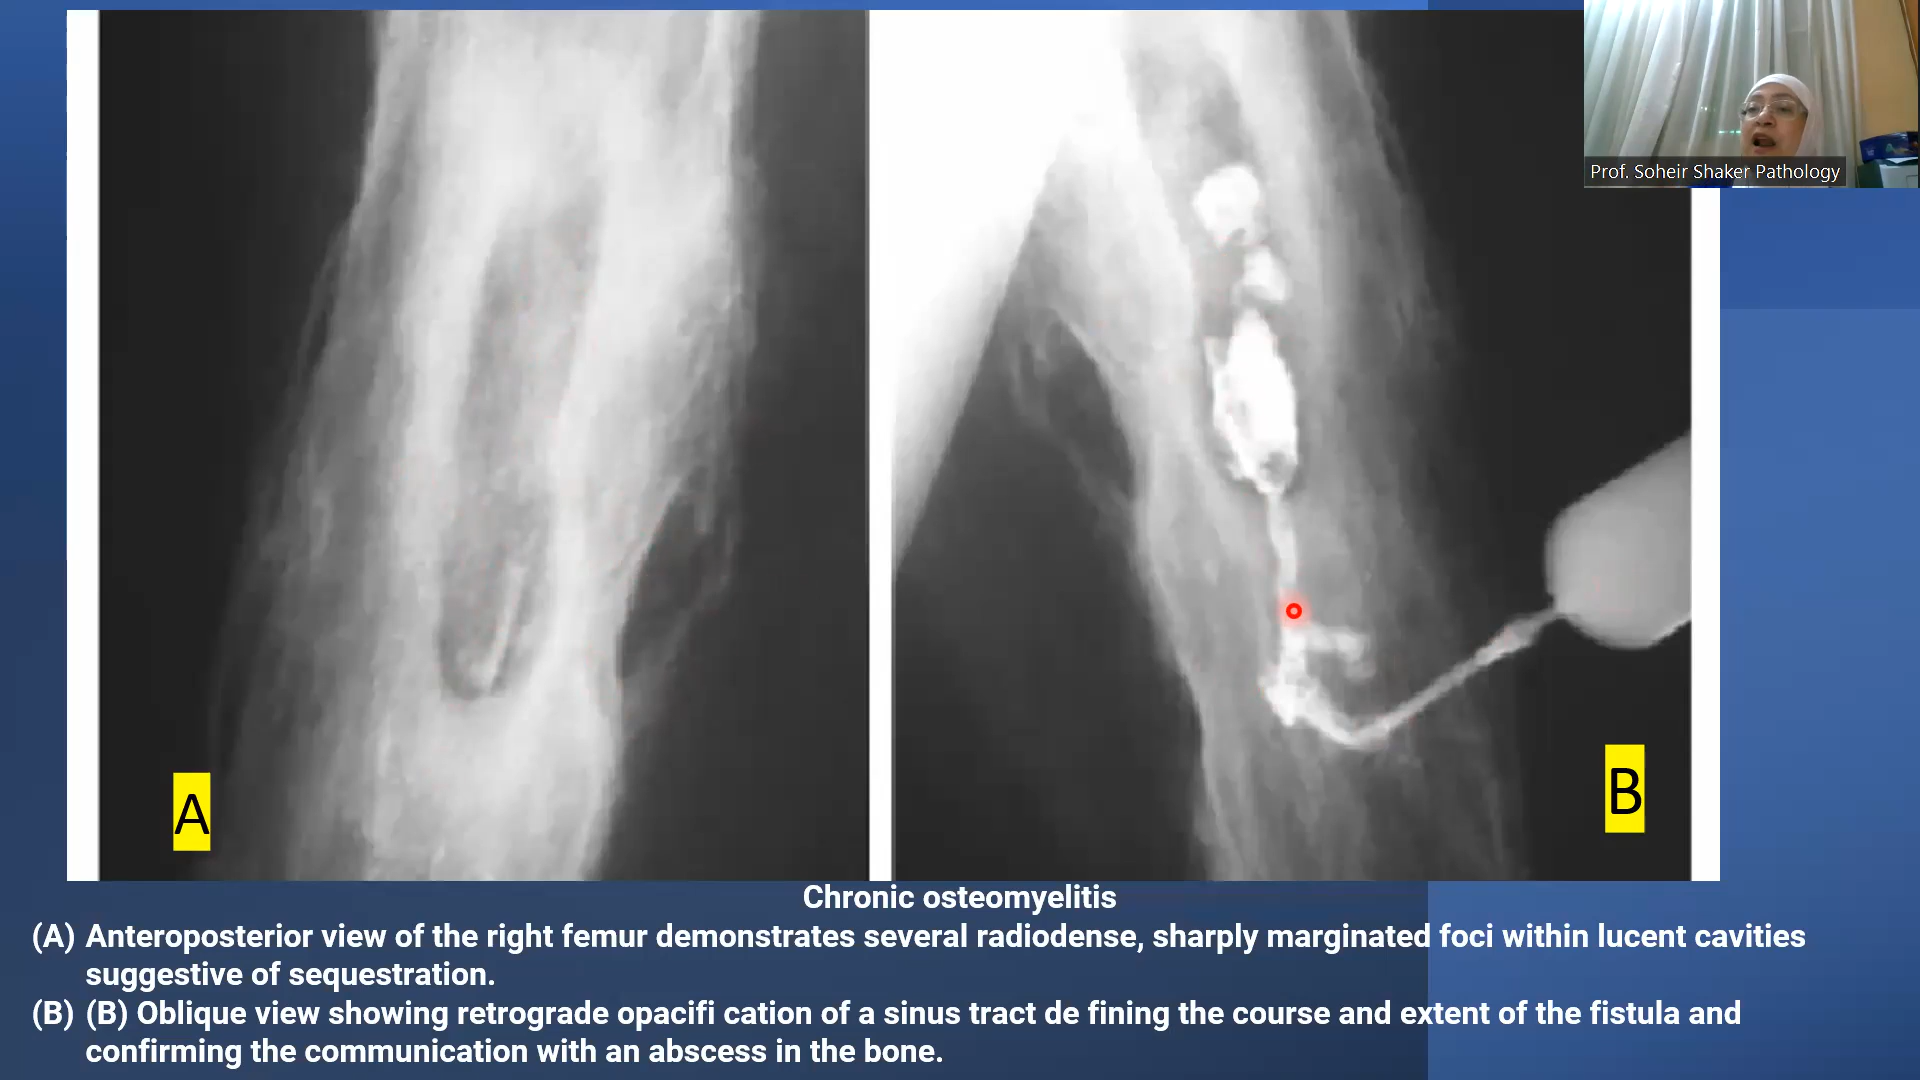 Prof. Soheir Shaker Pathology
A
B
Chronic osteomyelitis
(A) Anteroposterior view of the right femur demonstrates several radiodense, sharply marginated foci within lucent cavities
suggestive of sequestration.
(B) (B) Oblique view showing retrograde opacifi cation of a sinus tract de fining the course and extent of the fistula and
confirming the communication with an abscess in the bone.